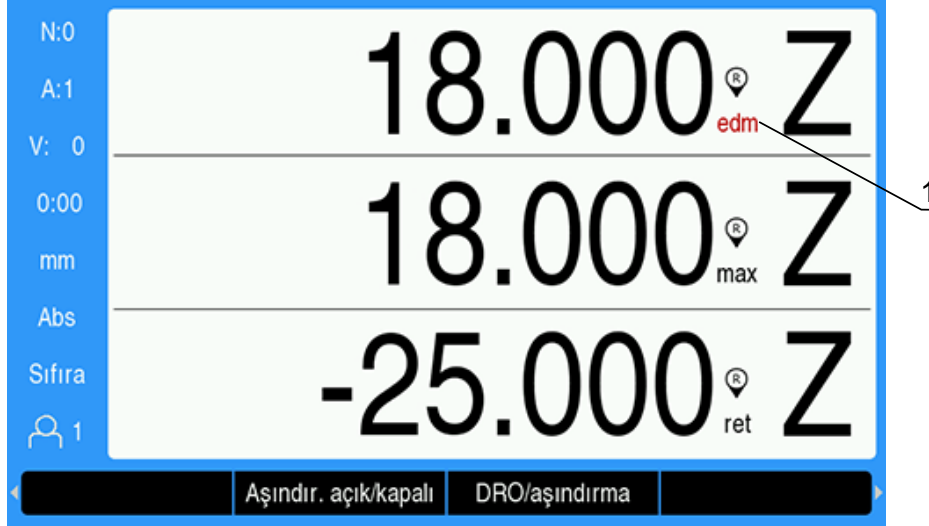 N:0
A:1
V: 0
0:00
mm
Abs
Sıfıra
1
18.000 R edm Z
18.000 R max Z
-25.000 R ret Z
1
Aşındır. açık/kapalı DRO/aşındırma